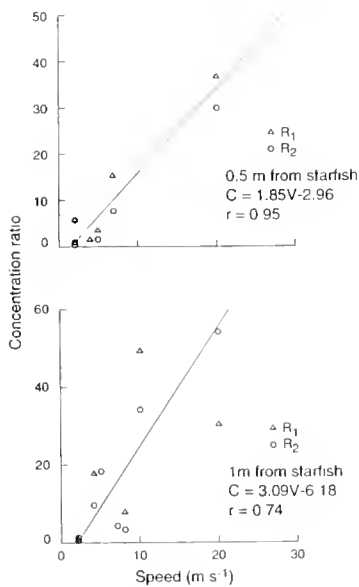 50
40
30
20
10
0
△ R₁
○ R₂
0.5 m from starfish
C = 1.85V-2.96
r = 0 95
Concentration ratio
60
40
20
0
△ R₁
○ R₂
1m from starfish
C = 3.09V-6 18
r = 0 74
0 10 20 30
Speed (m s⁻¹)